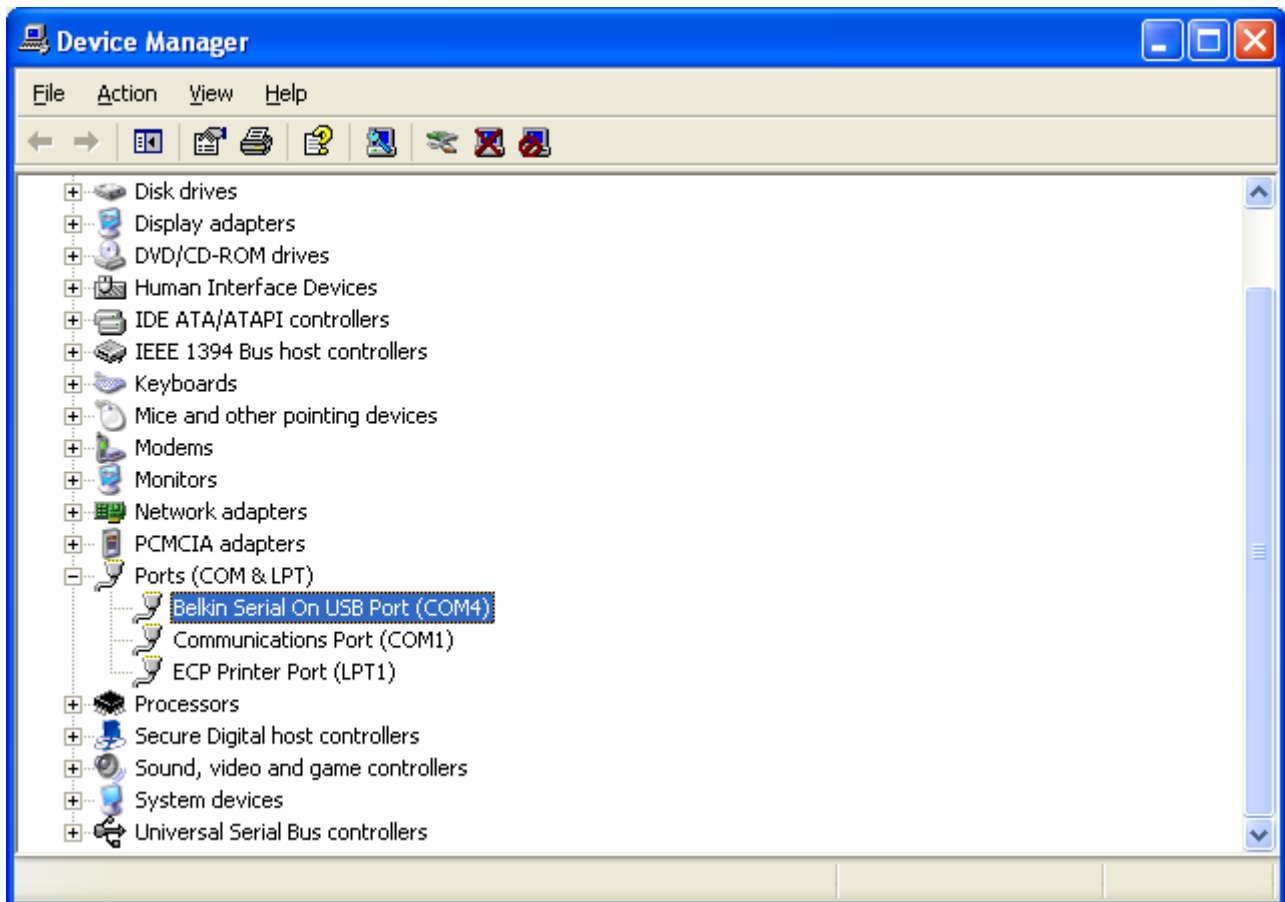 Device Manager
File Action View Help
Disk drives
Display adapters
DVD/CD-ROM drives
Human Interface Devices
IDE ATA/ATAPI controllers
IEEE 1394 Bus host controllers
Keyboards
Mice and other pointing devices
Modems
Monitors
Network adapters
PCMCIA adapters
Ports (COM & LPT)
Belkin Serial On USB Port (COM4)
Communications Port (COM1)
ECP Printer Port (LPT1)
Processors
Secure Digital host controllers
Sound, video and game controllers
System devices
Universal Serial Bus controllers